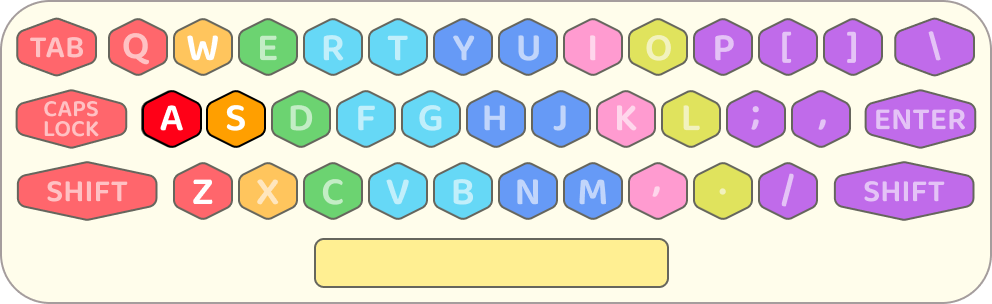 TAB Q W E R T Y U I O P [ ] \
CAPS LOCK A S D F G H J K L ; ,
ENTER
SHIFT Z X C V B N M , . / SHIFT